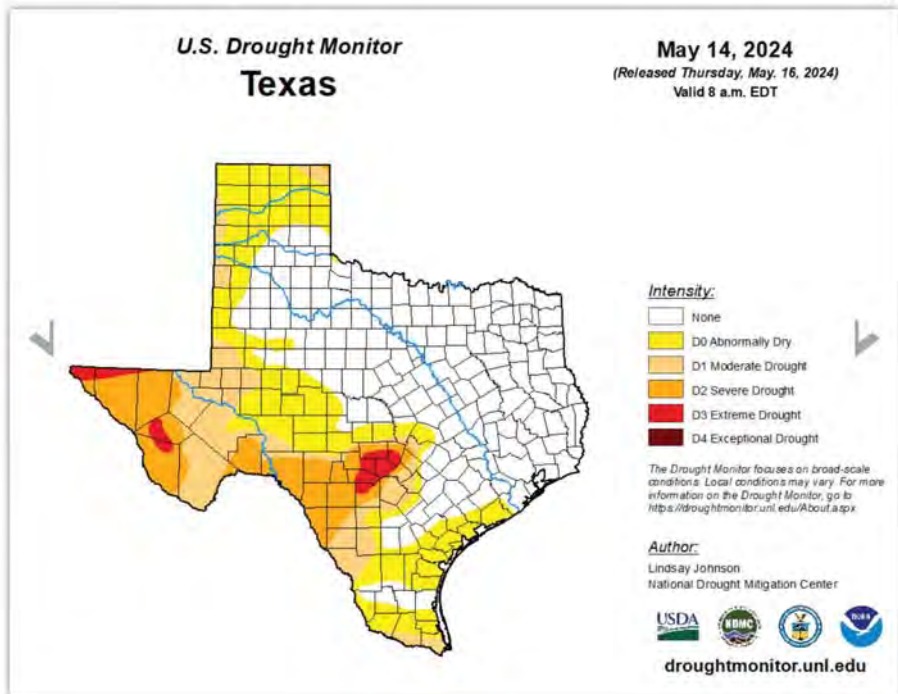 U.S. Drought Monitor
Texas
May 14, 2024
(Released Thursday, May. 16, 2024)
Valid 8 a.m. EDT
Intensity:
None
D0 Abnormally Dry
D1 Moderate Drought
D2 Severe Drought
D3 Extreme Drought
D4 Exceptional Drought
The Drought Monitor focuses on broad-scale
conditions. Local conditions may vary. For more
information on the Drought Monitor, go to
https://droughtmonitor.unl.edu/About.aspx
Author:
Lindsay Johnson
National Drought Mitigation Center
USDA
NDMC
NOAA
droughtmonitor.unl.edu